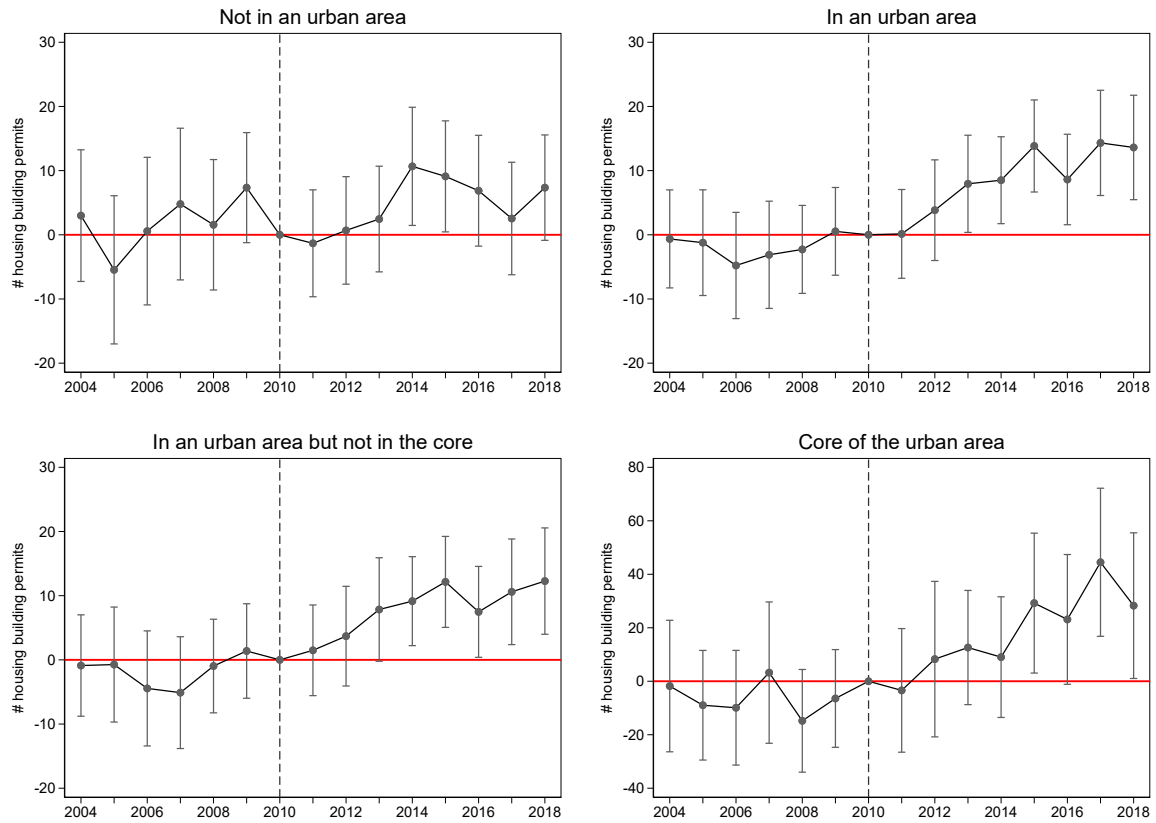 Not in an urban area
# housing building permits
30
20
10
0
-10
-20
2004 2006 2008 2010 2012 2014 2016 2018
In an urban area
# housing building permits
30
20
10
0
-10
-20
2004 2006 2008 2010 2012 2014 2016 2018
In an urban area but not in the core
# housing building permits
30
20
10
0
-10
-20
2004 2006 2008 2010 2012 2014 2016 2018
Core of the urban area
# housing building permits
80
60
40
20
0
-20
-40
2004 2006 2008 2010 2012 2014 2016 2018